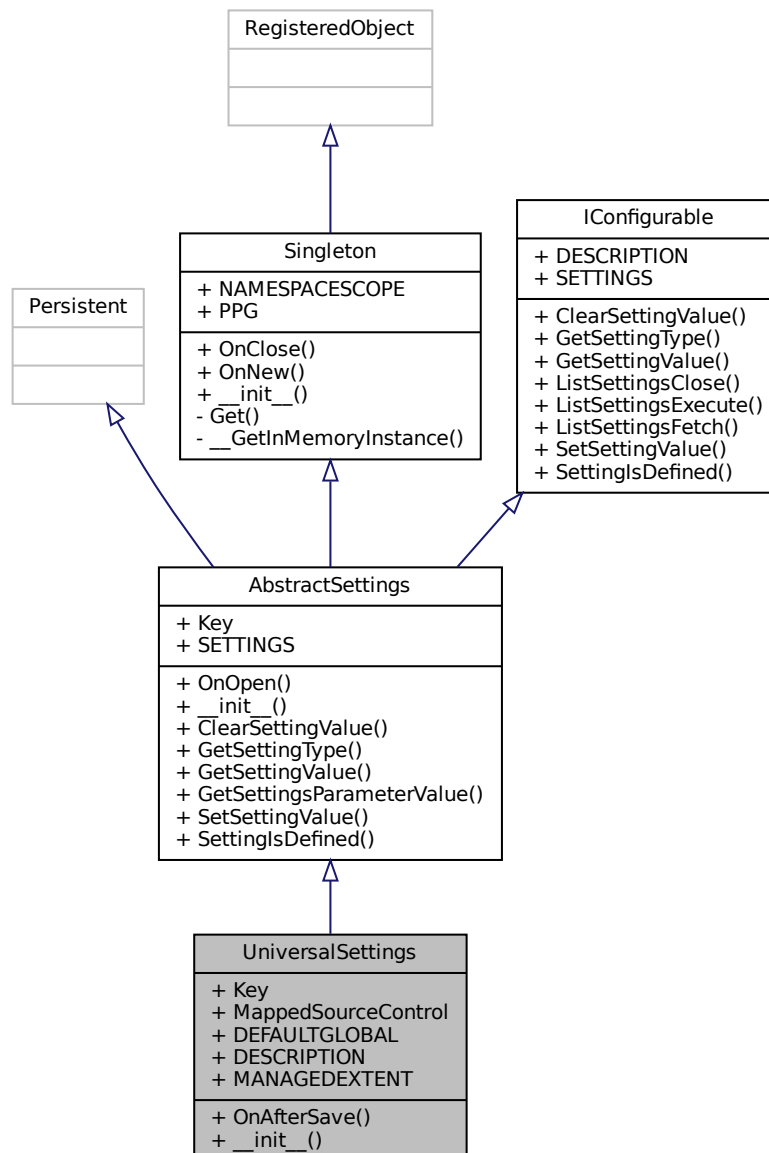 RegisteredObject
Singleton
+ NAMESPACESCOPE
+ PPG
+ OnClose()
+ OnNew()
+ __init__()
- Get()
- __GetInMemoryInstance()
IConfigurable
+ DESCRIPTION
+ SETTINGS
+ ClearSettingValue()
+ GetSettingType()
+ GetSettingValue()
+ ListSettingsClose()
+ ListSettingsExecute()
+ ListSettingsFetch()
+ SetSettingValue()
+ SettingIsDefined()
Persistent
AbstractSettings
+ Key
+ SETTINGS
+ OnOpen()
+ __init__()
+ ClearSettingValue()
+ GetSettingType()
+ GetSettingValue()
+ GetSettingsParameterValue()
+ SetSettingValue()
+ SettingIsDefined()
UniversalSettings
+ Key
+ MappedSourceControl
+ DEFAULTGLOBAL
+ DESCRIPTION
+ MANAGEDEXTENT
+ OnAfterSave()
+ __init__()